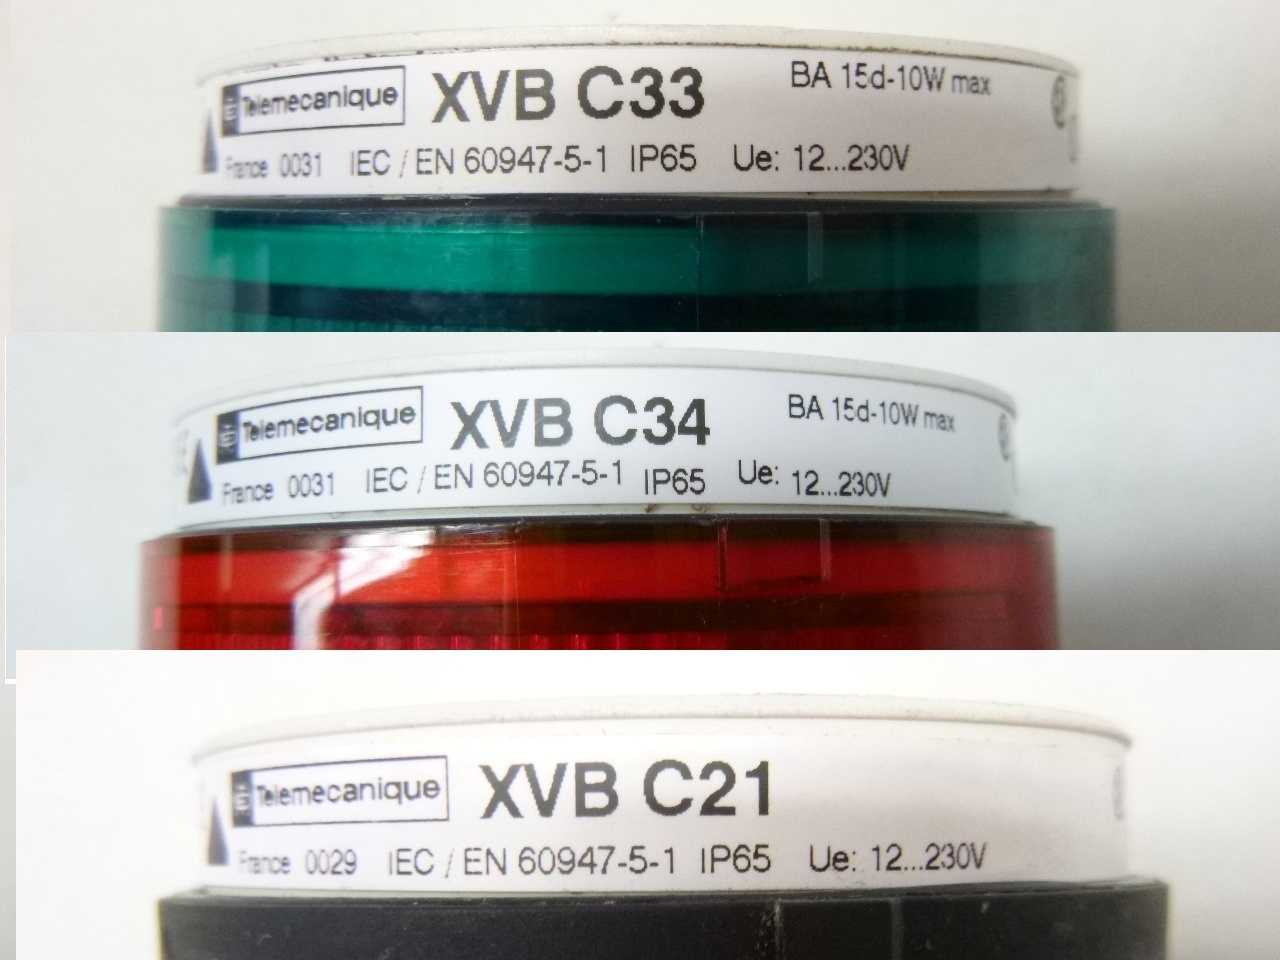 Telemecanique XVB C33 BA 15d-10W max
France 0031 IEC / EN 60947-5-1 IP65 Ue: 12...230V
Telemecanique XVB C34 BA 15d-10W max
France 0031 IEC / EN 60947-5-1 IP65 Ue: 12...230V
Telemecanique XVB C21
France 0029 IEC / EN 60947-5-1 IP65 Ue: 12...230V